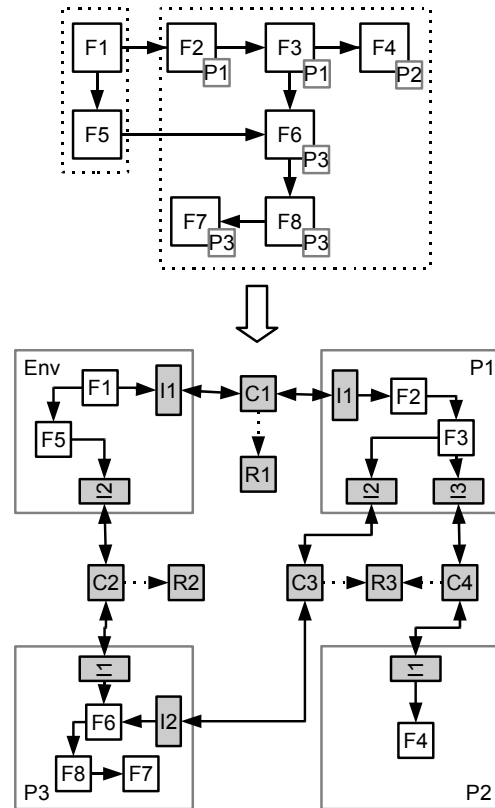 F1 F2 F3 F4
P1 P1 P2
F5 F6
P3
F7 F8
P3 P3
Env P1
F1 I1 C1 I1 F2
F5 F3
R1
I2 I2 I3
C2 R2 C3 R3 C4
I1 I1
F6 I2
F4
F8 F7
P3 P2